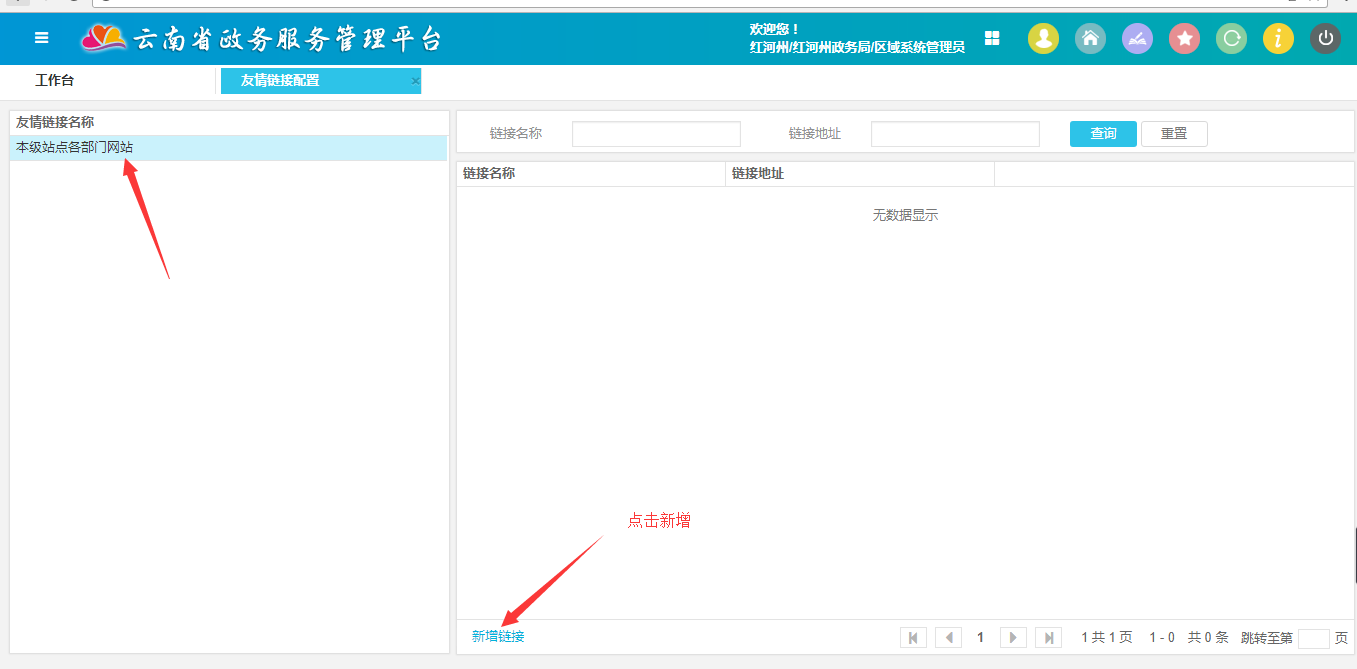 云南省政务服务管理平台
欢迎您！
红河州/红河州政务局/区域系统管理员
工作台
友情链接配置 ×
友情链接名称
本级站点各部门网站
链接名称 链接地址 查询 重置
链接名称 链接地址
无数据显示
点击新增
新增链接
1 1 共 1 页 1 - 0 共 0 条 跳转至第 页